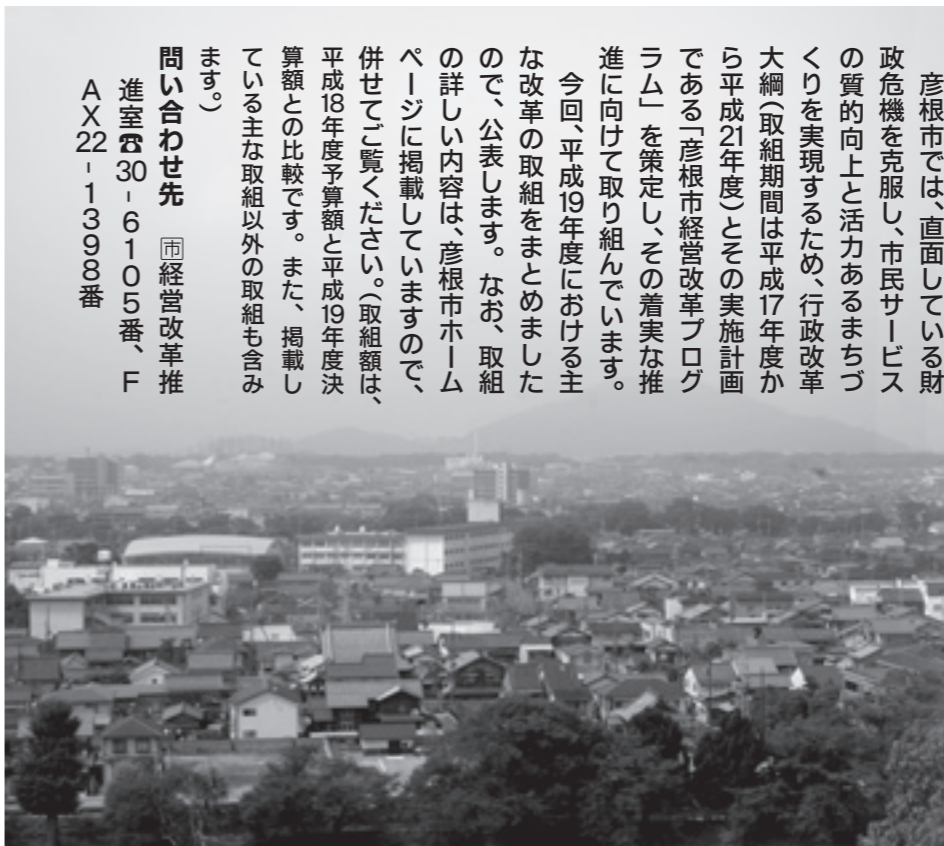 彦根市では、直面している財
政危機を克服し、市民サービス
の質的向上と活力あるまちづ
くりを実現するため、行政改革
大綱（取組期間は平成17年度か
ら平成21年度）とその実施計画
である「彦根市経営改革プログ
ラム」を策定し、その着実な推
進に向けて取り組んでいます。
今回、平成19年度における主
な改革の取組をまとめました
ので、公表します。なお、取組
の詳しい内容は、彦根市ホーム
ページに掲載していますので、
併せてご覧ください。（取組額は、
平成18年度予算額と平成19年度決
算額との比較です。また、掲載し
ている主な取組以外の取組も含み
ます。）
問い合わせ先 市経営改革推
進室☎30-6105番、F
AX22-1398番